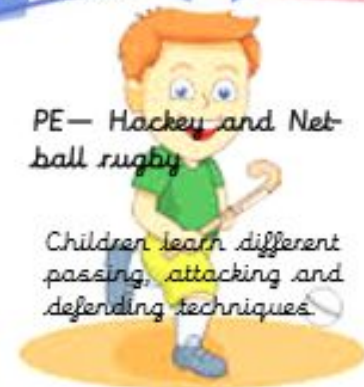 PE— Hockey and Net-
ball rugby
Children learn different
passing, attacking and
defending techniques.